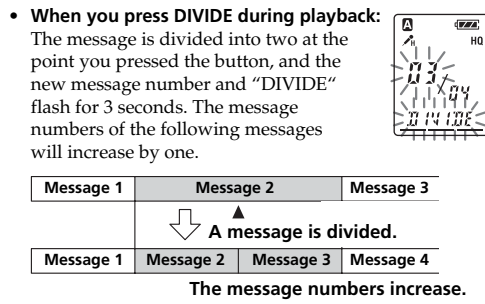 • When you press DIVIDE during playback:
The message is divided into two at the
point you pressed the button, and the
new message number and “DIVIDE“
flash for 3 seconds. The message
numbers of the following messages
will increase by one.
A
H
HQ
03
04
DIVIDE
Message 1 Message 2 Message 3
A message is divided.
Message 1 Message 2 Message 3 Message 4
The message numbers increase.